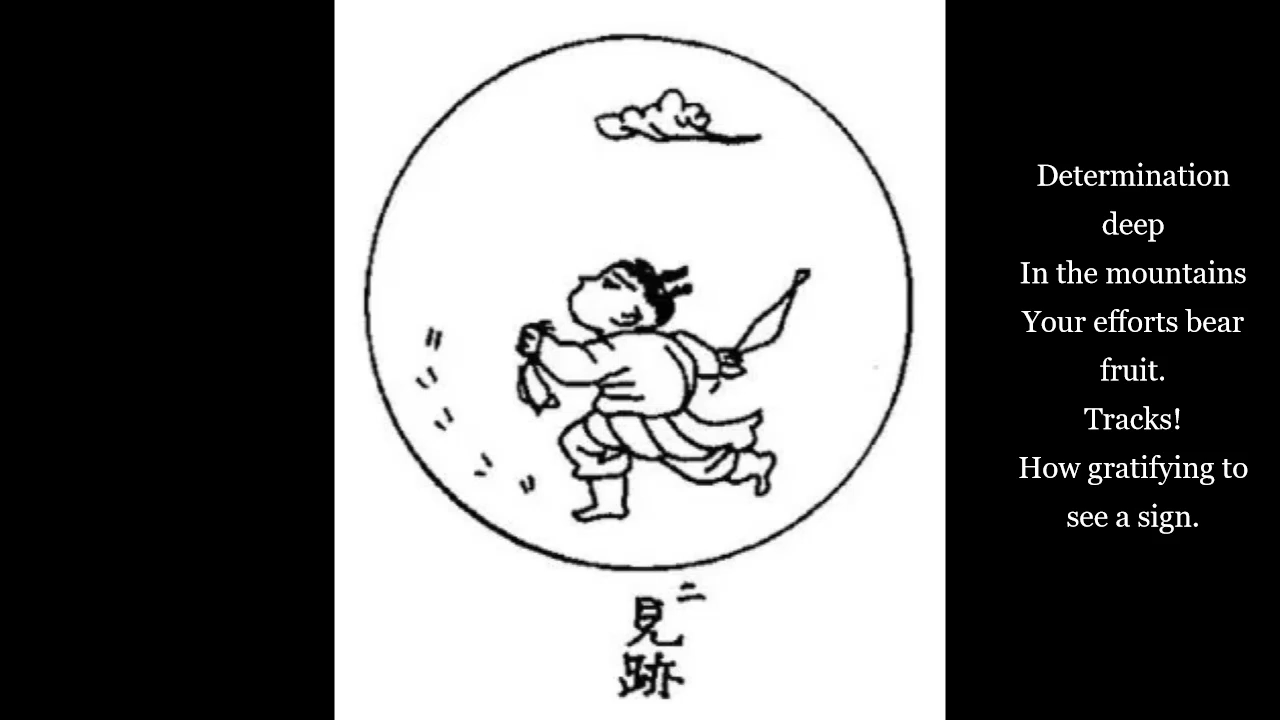 二
見
跡
Determination
deep
In the mountains
Your efforts bear
fruit.
Tracks!
How gratifying to
see a sign.